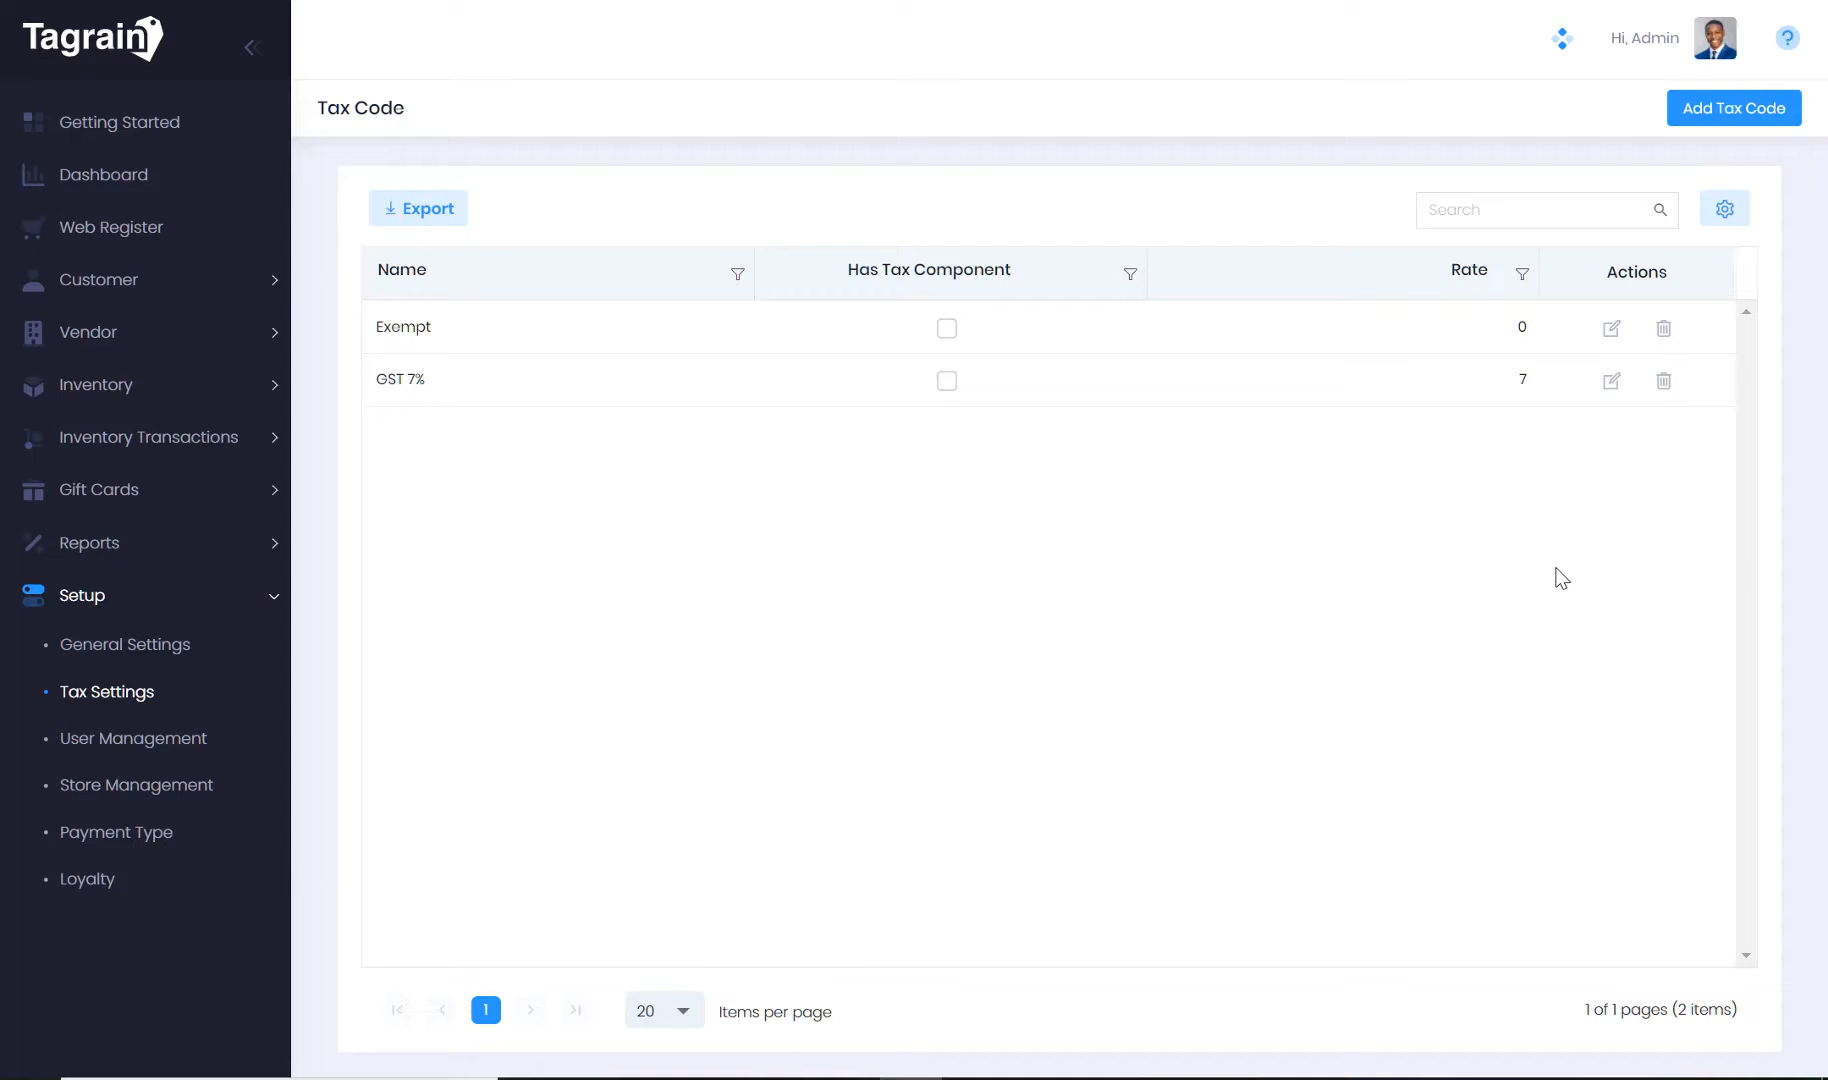 Tagrain
Hi, Admin
?
Getting Started
Dashboard
Web Register
Customer
Vendor
Inventory
Inventory Transactions
Gift Cards
Reports
Setup
General Settings
Tax Settings
User Management
Store Management
Payment Type
Loyalty
Tax Code
Add Tax Code
Export
Search
Name Has Tax Component Rate Actions
Exempt 0
GST 7% 7
1 20 Items per page 1 of 1 pages (2 items)